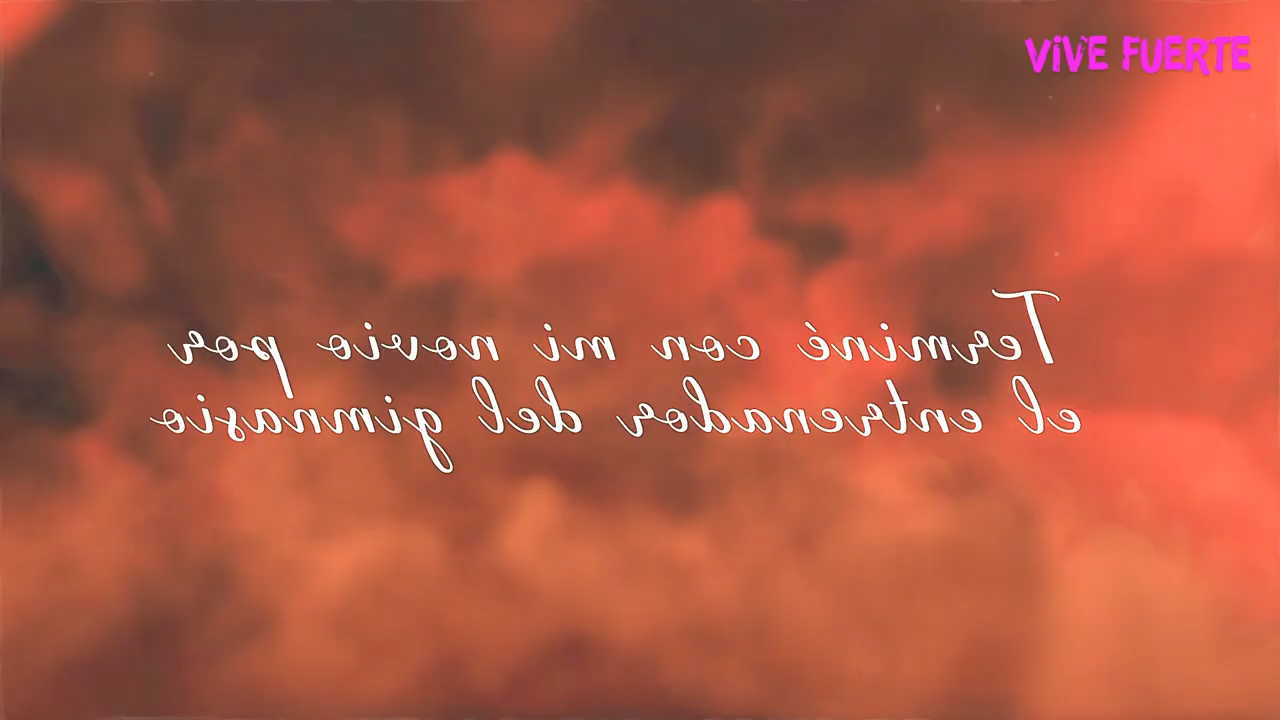 VIVE FUERTE
Terminé con mi novio por
el entrenador del gimnasio